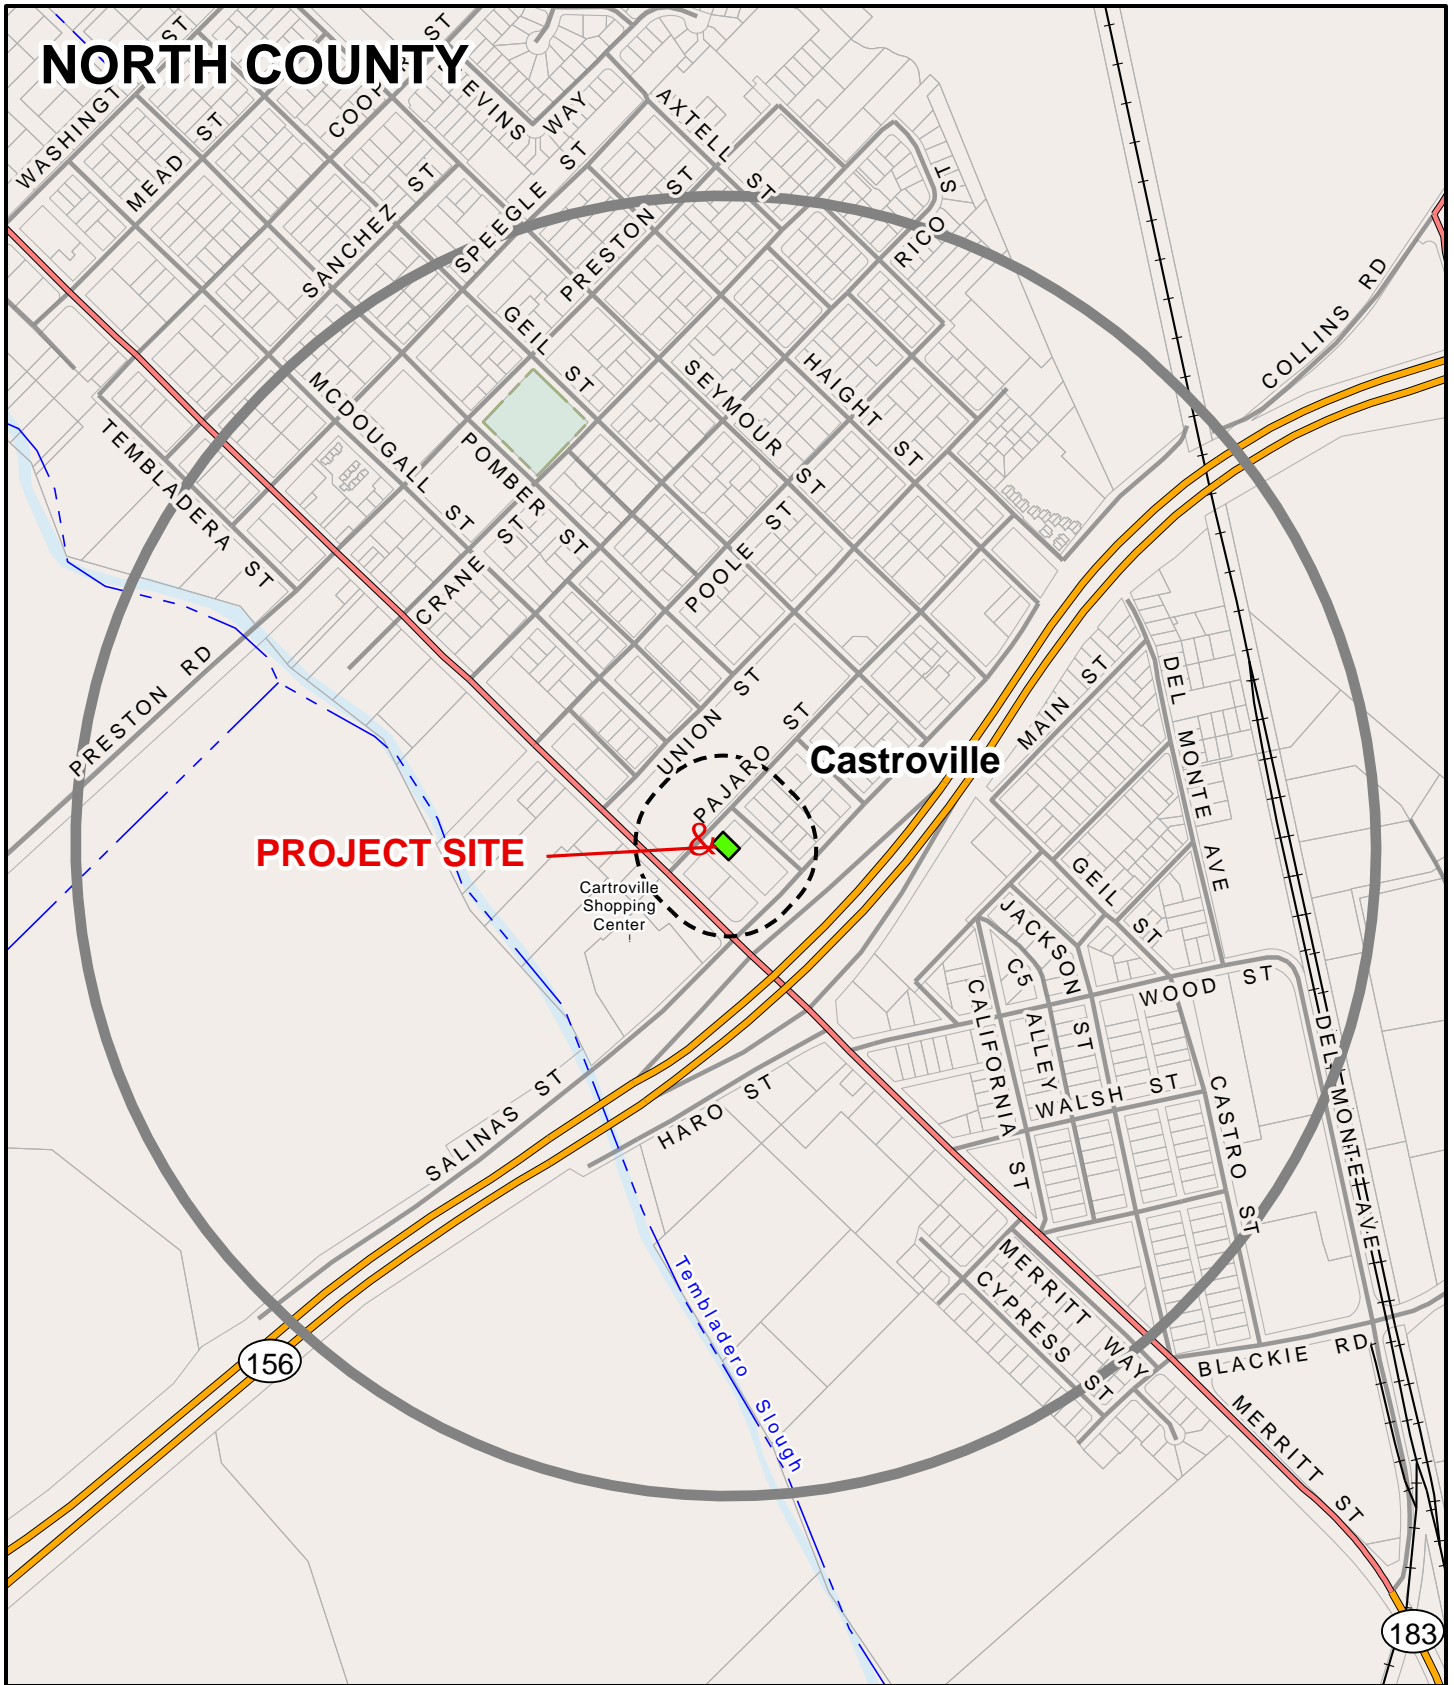 NORTH COUNTY
ST
ST
WASHINGT
MEAD ST
COOP
EVINS WAY
AXTELL ST
SANCHEZ ST
SPEEGLE ST
PRESTON ST
RICO ST
COLLINS RD
GEIL ST
SEYMOUR ST
HAIGHT ST
MCDOUGALL ST
POMBER ST
TEMBLADERA ST
CRANE ST
POOLE ST
PRESTON RD
UNION ST
PAJARO ST
MAIN ST
DEL MONTE AVE
Castroville
PROJECT SITE
&
Cartroville
Shopping
Center
GEIL ST
JACKSON ST
C5 ALLEY
CALIFORNIA ST
WOOD ST
DEL MONTE AVE
WALSH ST
CASTRO ST
SALINAS ST
HARO ST
MERRITT WAY
CYPRESS ST
BLACKIE RD
Tembladero Slough
156
MERRITT ST
183